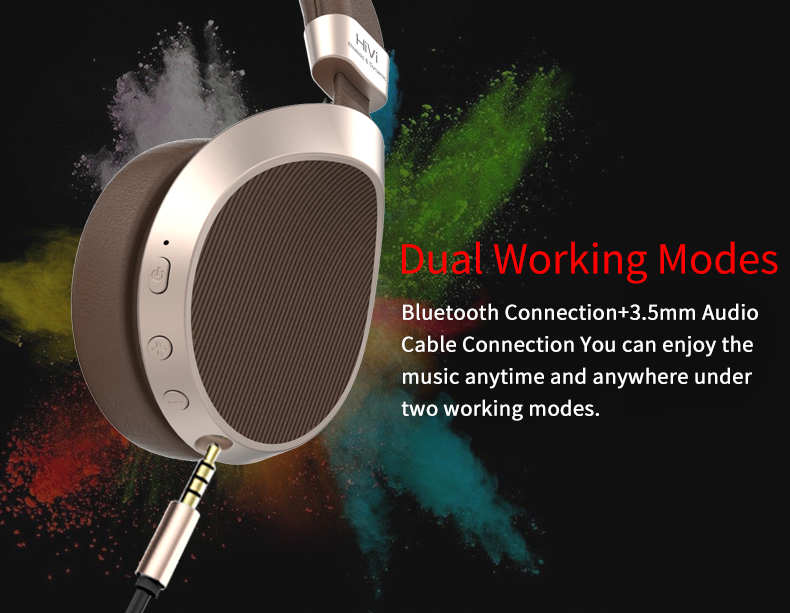 HiVi
Dual Working Modes
Bluetooth Connection+3.5mm Audio
Cable Connection You can enjoy the
music anytime and anywhere under
two working modes.